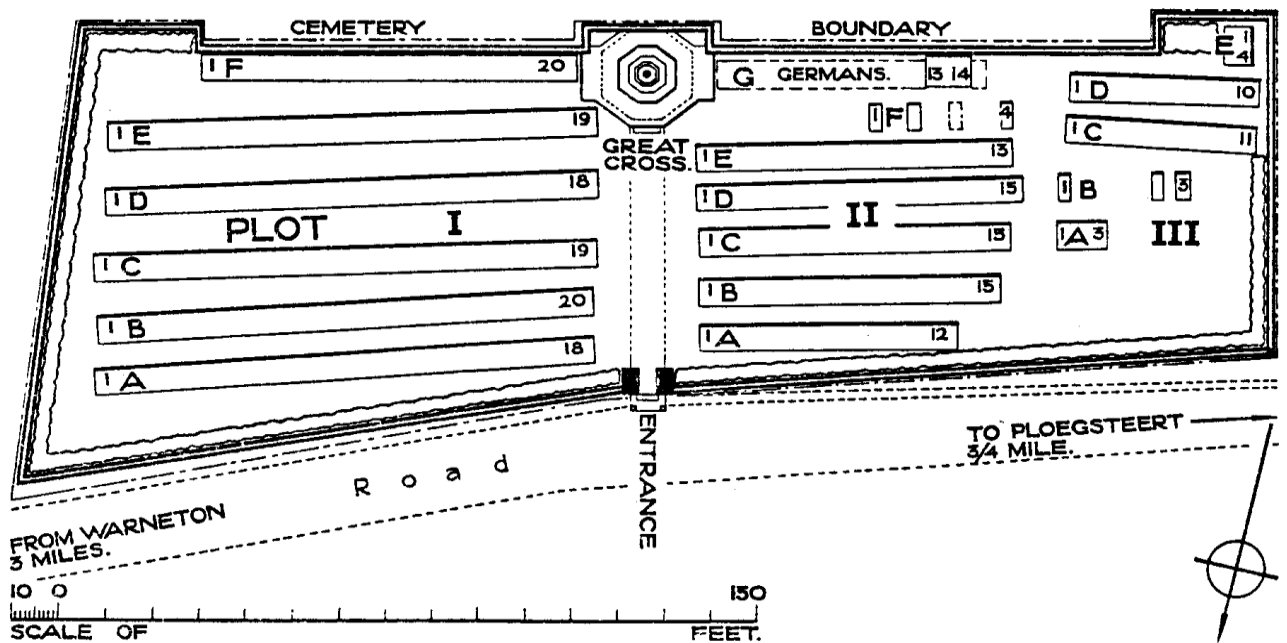 CEMETERY
BOUNDARY
1 F 20
1 E 19
1 D 18
PLOT I
1 C 19
1 B 20
1 A 18
GREAT
CROSS.
G GERMANS. 13 14
1 F 4
1 E 13
1 D 15
II
1 C 15
1 B 15
1 A 12
E 1
4
1 D 10
1 C 11
1 B 3
1 A 3
III
ENTRANCE
Road
TO PLOEGSTEERT
3/4 MILE.
FROM WARNETON
3 MILES.
10 0 150
SCALE OF FEET.